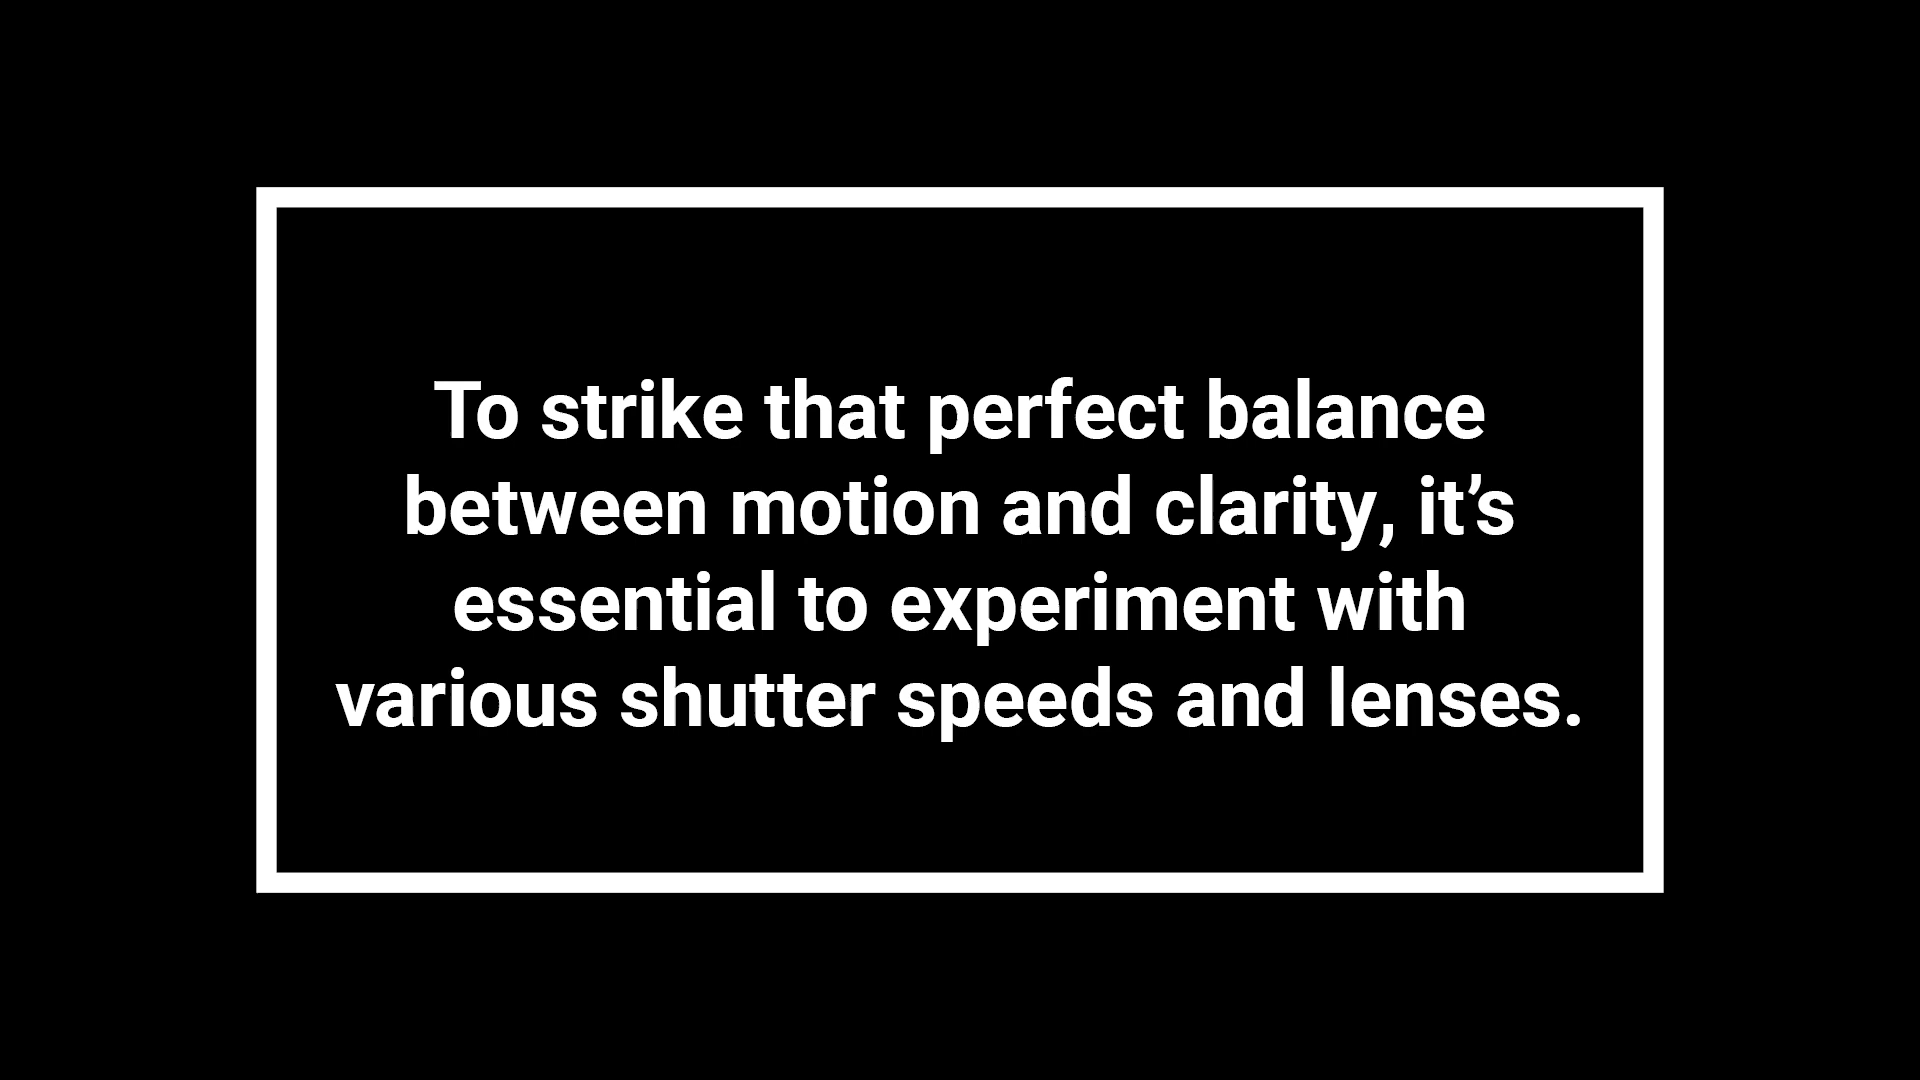 To strike that perfect balance
between motion and clarity, it’s
essential to experiment with
various shutter speeds and lenses.